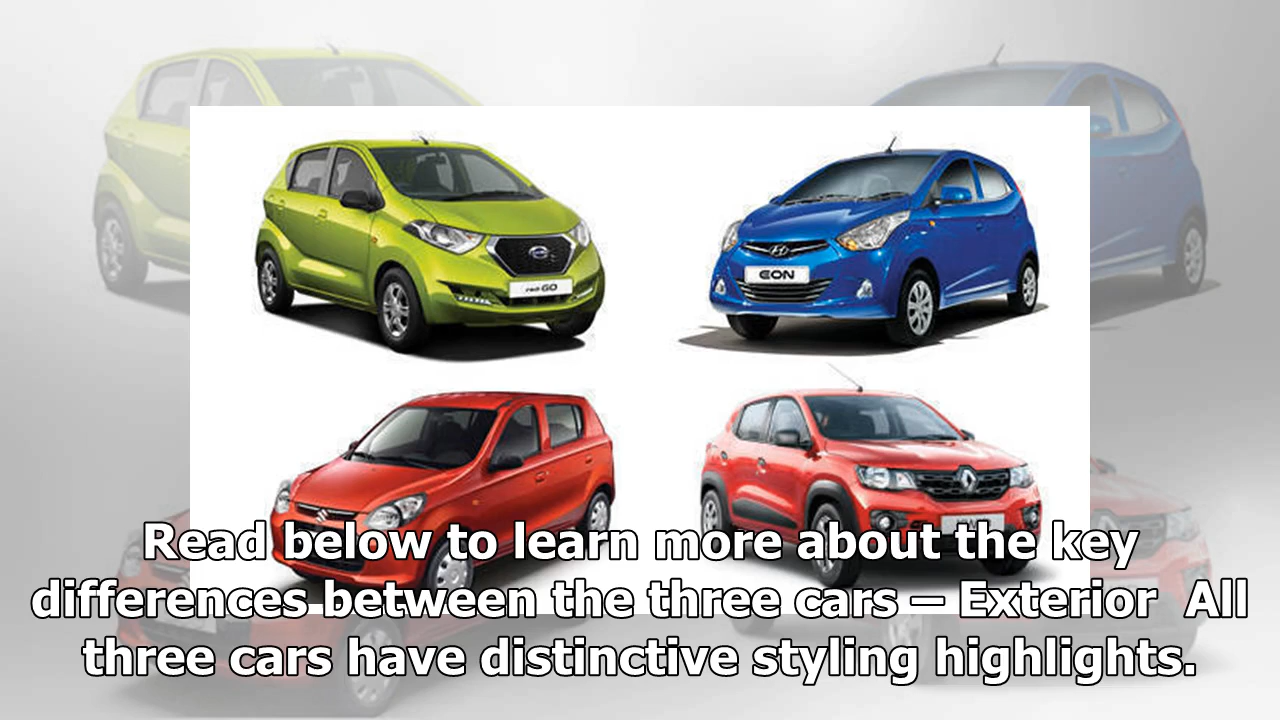 redi GO
EON
Read below to learn more about the key
differences between the three cars – Exterior  All
three cars have distinctive styling highlights.